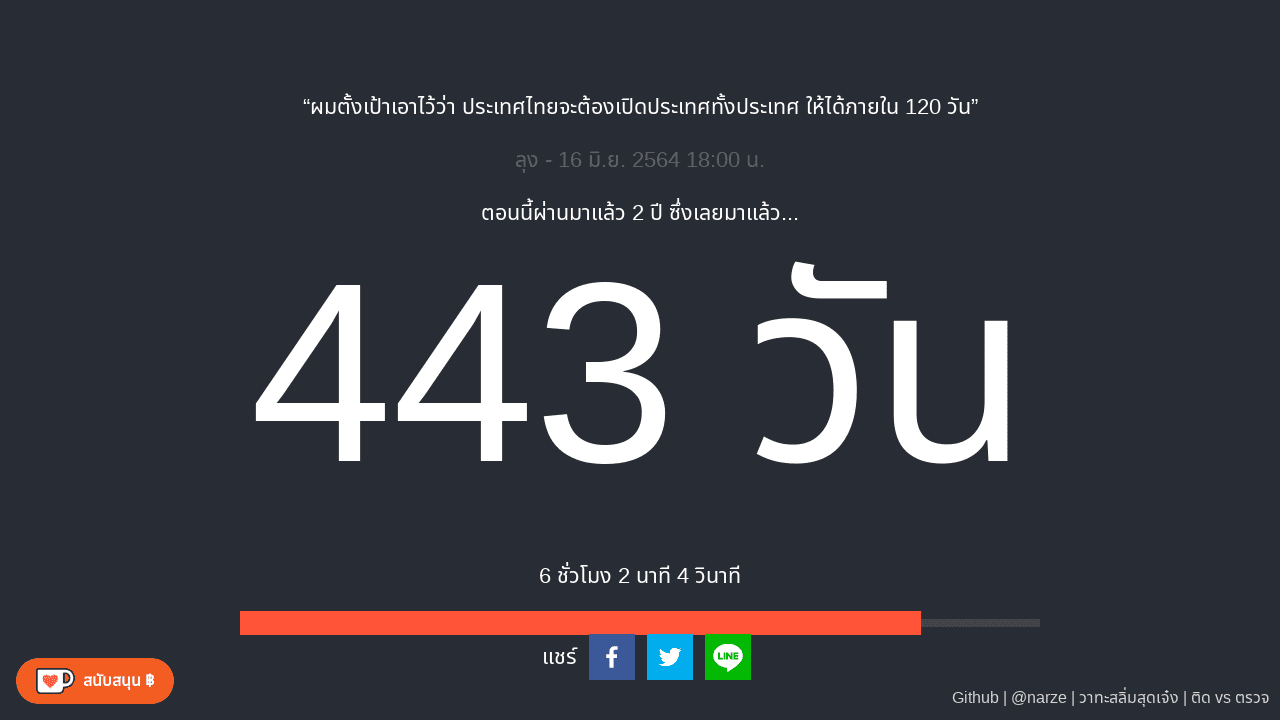 “ผมตั้งเป้าเอาไว้ว่า ประเทศไทยจะต้องเปิดประเทศทั้งประเทศ ให้ได้ภายใน 120 วัน”
ลุง - 16 มิ.ย. 2564 18:00 น.
ตอนนี้ผ่านมาแล้ว 2 ปี ซึ่งเลยมาแล้ว...
443 วัน
6 ชั่วโมง 2 นาที 4 วินาที
แชร์
LINE
สนับสนุน ฿
Github | @narze | วาทะสลิ่มสุดเจ๋ง | ติด vs ตรวจ